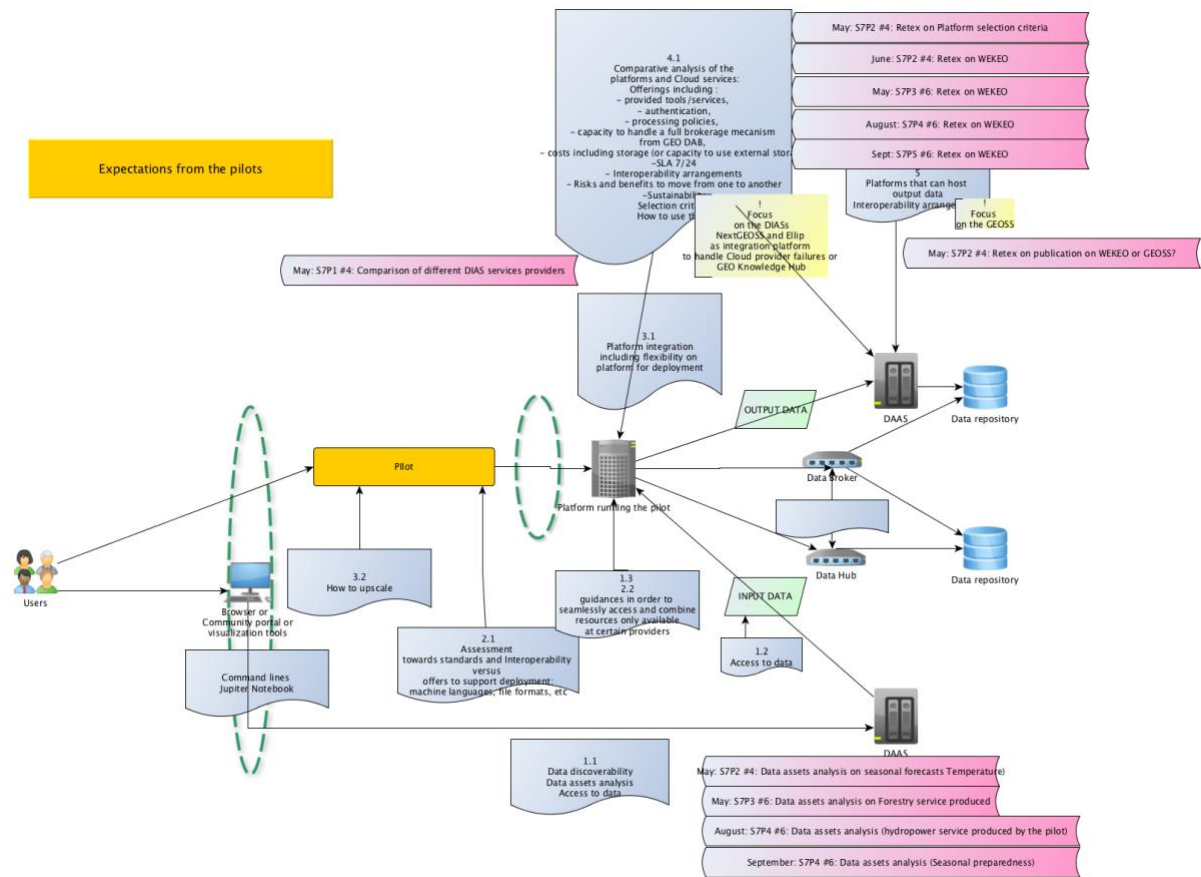 4.1
Comparative analysis of the
platforms and Cloud services:
Offerings including :
- provided tools/services,
- authentication,
- processing policies,
- capacity to handle a full brokerage mecanism
from GEO DAB,
- costs including storage (or capacity to use external stora
-SLA 7/24
- Interoperability arrangements
- Risks and benefits to move from one to another
-Sustainability
Selection crit
How to use th
May: S7P2 #4: Retex on Platform selection criteria
June: S7P2 #4: Retex on WEKEO
May: S7P3 #6: Retex on WEKEO
August: S7P4 #6: Retex on WEKEO
Sept: S7P5 #6: Retex on WEKEO
Expectations from the pilots
5
Platforms that can host
output data
Interoperability arrang
!
Focus
on the DIASs
NextGEOSS and Ellip
as integration platform
to handle Cloud provider failures or
GEO Knowledge Hub
!
Focus
on the GEOSS
May: S7P2 #4: Retex on publication on WEKEO or GEOSS?
May: S7P1 #4: Comparison of different DIAS services providers
3.1
Platform integration
including flexibility on
platform for deployment
OUTPUT DATA
DAAS
Data repository
Pilot
Platform running the pilot
Data Broker
Data Hub
Data repository
Users
Browser or
Community portal or
visualization tools
3.2
How to upscale
1.3
2.2
guidances in order to
seamlessly access and combine
resources only available
at certain providers
INPUT DATA
Command lines
Jupiter Notebook
2.1
Assessment
towards standards and Interoperability
versus
offers to support deployment:
machine languages, file formats, etc
1.2
Access to data
DAAS
1.1
Data discoverability
Data assets analysis
Access to data
May: S7P2 #4: Data assets analysis on seasonal forecasts Temperature)
May: S7P3 #6: Data assets analysis on Forestry service produced
August: S7P4 #6: Data assets analysis (hydropower service produced by the pilot)
September: S7P4 #6: Data assets analysis (Seasonal preparedness)